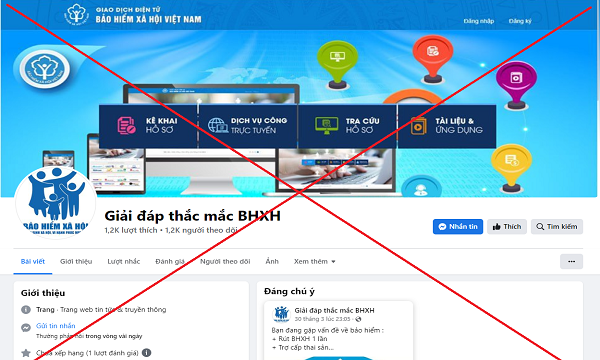 GIAO DỊCH ĐIỆN TỬ
BẢO HIỂM XÃ HỘI VIỆT NAM
Đăng nhập Đăng ký
KÊ KHAI
HỒ SƠ
DỊCH VỤ CÔNG
TRỰC TUYẾN
TRA CỨU
HỒ SƠ
TÀI LIỆU &
ỨNG DỤNG
BẢO HIỂM XÃ HỘI
Giải đáp thắc mắc BHXH
1,2K lượt thích • 1,2K người theo dõi
Nhắn tin
Thích
Tìm kiếm
Bài viết Giới thiệu Lượt nhắc Đánh giá Người theo dõi Ảnh Xem thêm
Giới thiệu
Trang · Trang web tin tức & truyền thông
Gửi tin nhắn
Thường phản hồi trong vòng vài ngày
Chưa xếp hạng (1 lượt đánh giá)
Đáng chú ý
Giải đáp thắc mắc BHXH
30 tháng 3 lúc 23:05 ·
Bạn đang gặp vấn đề về bảo hiểm :
+ Rút BHXH 1 lần
+ Trợ cấp thai sản...